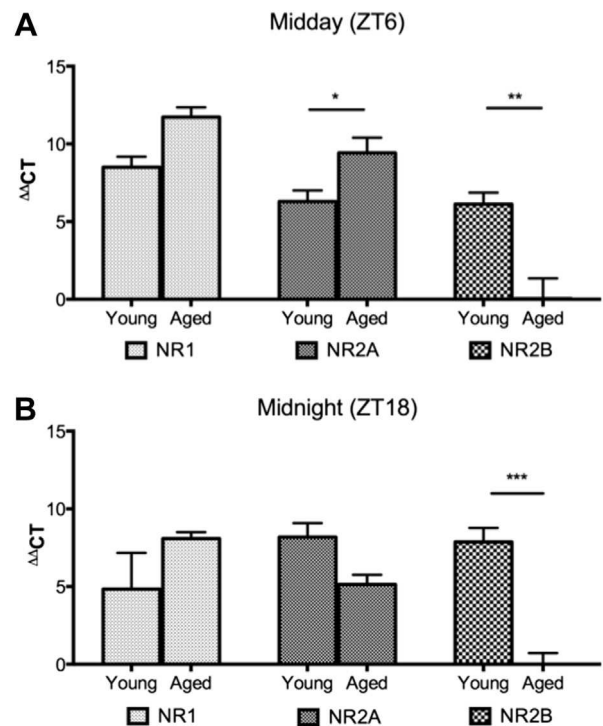 A
Midday (ZT6)
15
10
5
0
ΔΔCT
*
**
Young Aged Young Aged Young Aged
NR1 NR2A NR2B
B
Midnight (ZT18)
15
10
5
0
ΔΔCT
***
Young Aged Young Aged Young Aged
NR1 NR2A NR2B